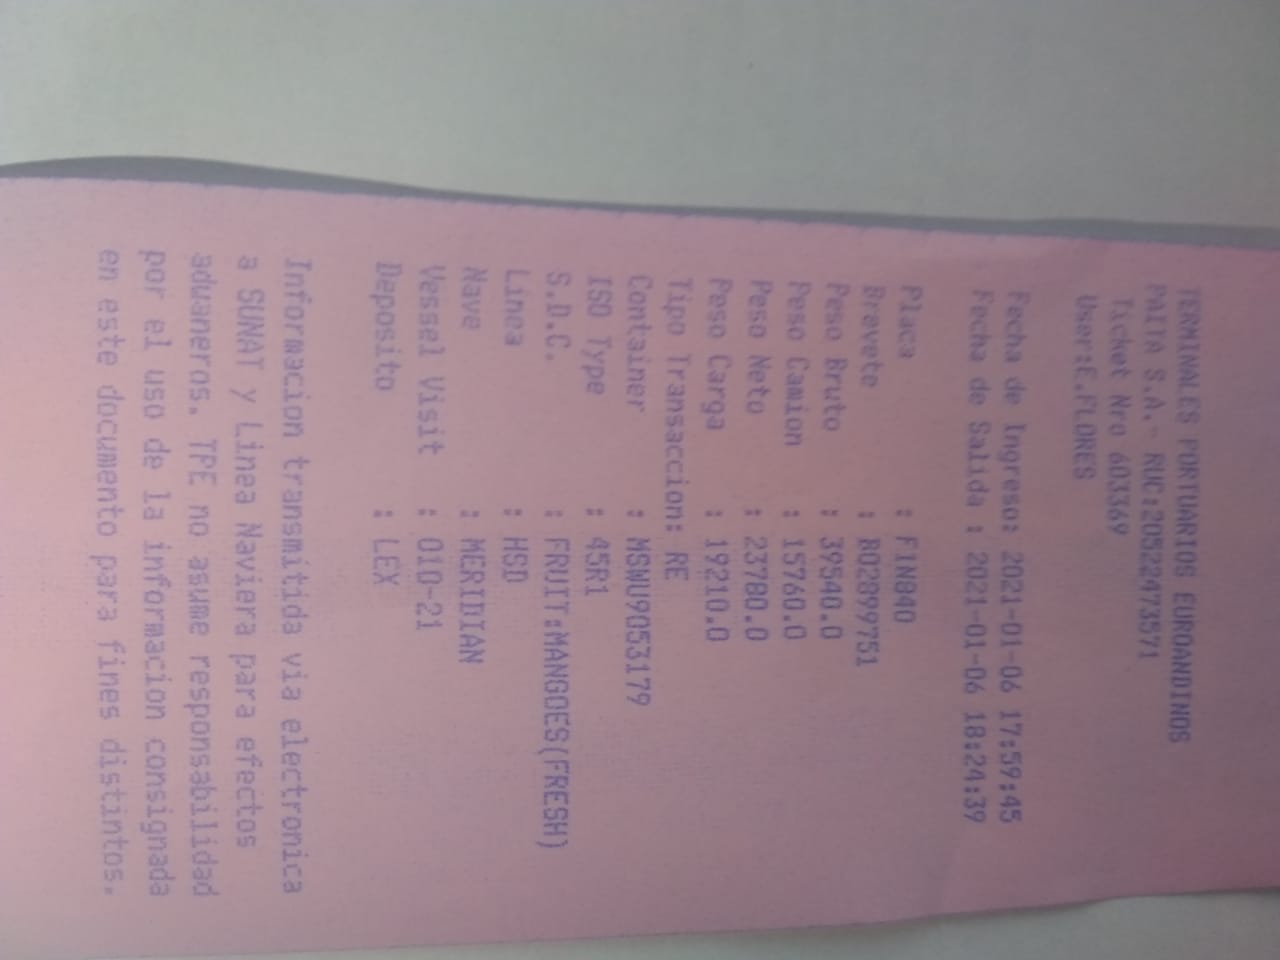 TERMINALES PORTUARIOS EUROANDINOS
PAITA S.A.- RUC:20522473571
Ticket Nro 603369
User:E.FLORES
Fecha de Ingreso: 2021-01-06 17:59:45
Fecha de Salida : 2021-01-06 18:24:39
Placa : F1N840
Brevete : B02899751
Peso Bruto : 39540.0
Peso Camion : 15760.0
Peso Neto : 23780.0
Peso Carga : 19210.0
Tipo Transaccion: RE
Container : MSWU9053179
ISO Type : 45R1
S.D.C. : FRUIT:MANGOES(FRESH)
Linea : HSD
Nave : MERIDIAN
Vessel Visit : 010-21
Deposito : LEX
Informacion transmitida via electronica
a SUNAT y Linea Naviera para efectos
aduaneros. TPE no asume responsabilidad
por el uso de la informacion consignada
en este documento para fines distintos.